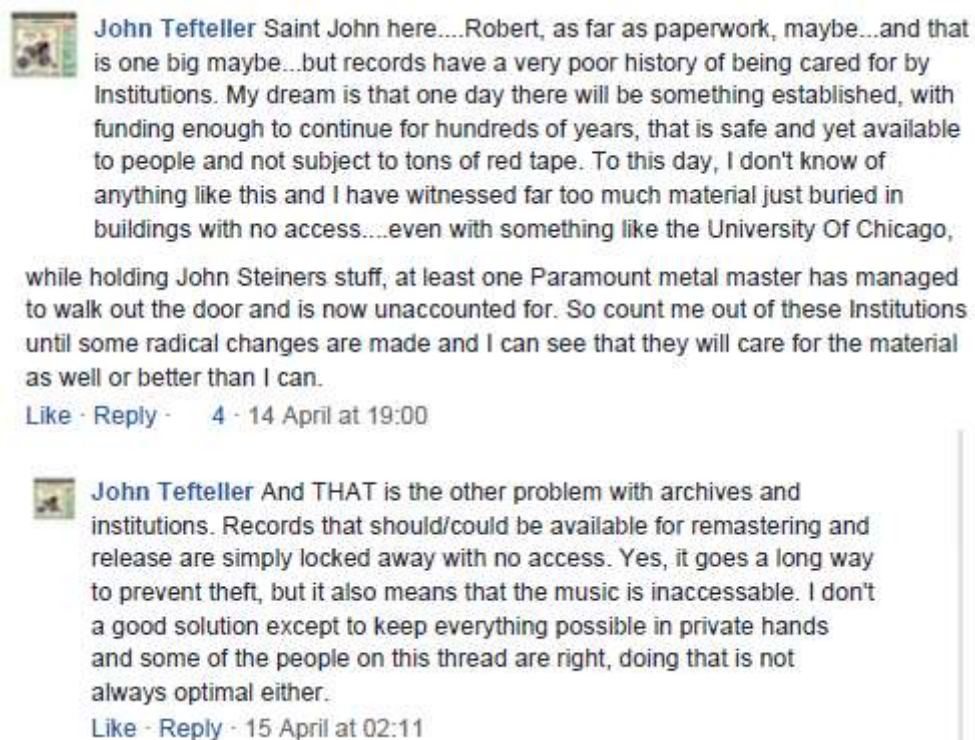 John Tefteller Saint John here....Robert, as far as paperwork, maybe...and that
is one big maybe...but records have a very poor history of being cared for by
Institutions. My dream is that one day there will be something established, with
funding enough to continue for hundreds of years, that is safe and yet available
to people and not subject to tons of red tape. To this day, I don't know of
anything like this and I have witnessed far too much material just buried in
buildings with no access....even with something like the University Of Chicago,
while holding John Steiners stuff, at least one Paramount metal master has managed
to walk out the door and is now unaccounted for. So count me out of these Institutions
until some radical changes are made and I can see that they will care for the material
as well or better than I can.
Like · Reply · 4 · 14 April at 19:00
John Tefteller And THAT is the other problem with archives and
institutions. Records that should/could be available for remastering and
release are simply locked away with no access. Yes, it goes a long way
to prevent theft, but it also means that the music is inaccessable. I don't
a good solution except to keep everything possible in private hands
and some of the people on this thread are right, doing that is not
always optimal either.
Like · Reply · 15 April at 02:11